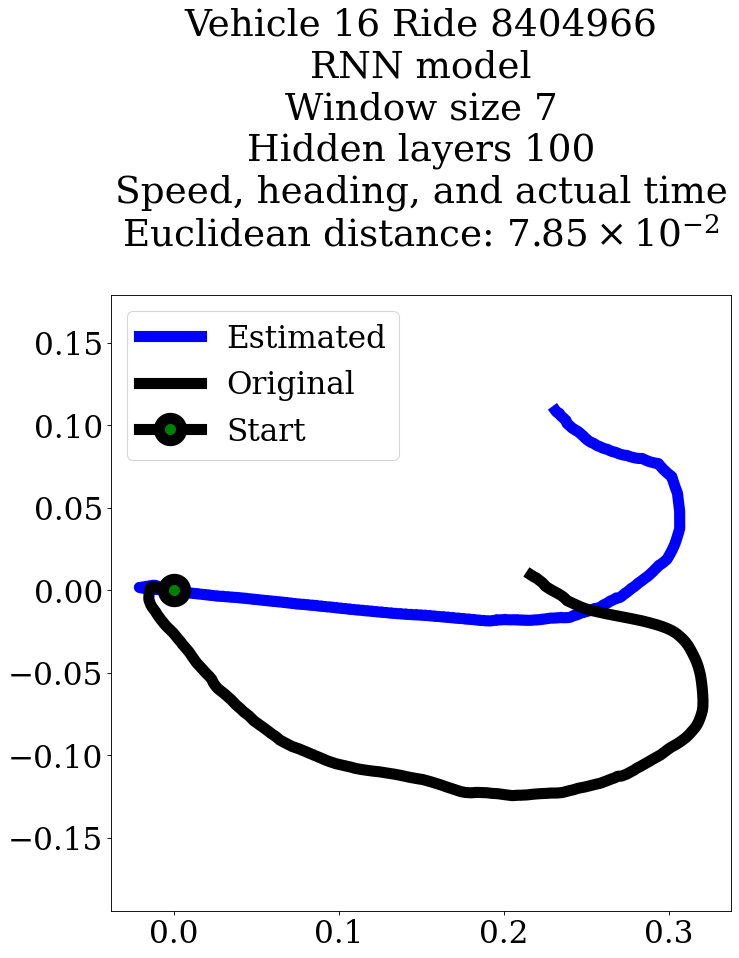 Vehicle 16 Ride 8404966
RNN model
Window size 7
Hidden layers 100
Speed, heading, and actual time
Euclidean distance: 7.85 × 10⁻²
Estimated
Original
Start
0.15
0.10
0.05
0.00
−0.05
−0.10
−0.15
0.0 0.1 0.2 0.3